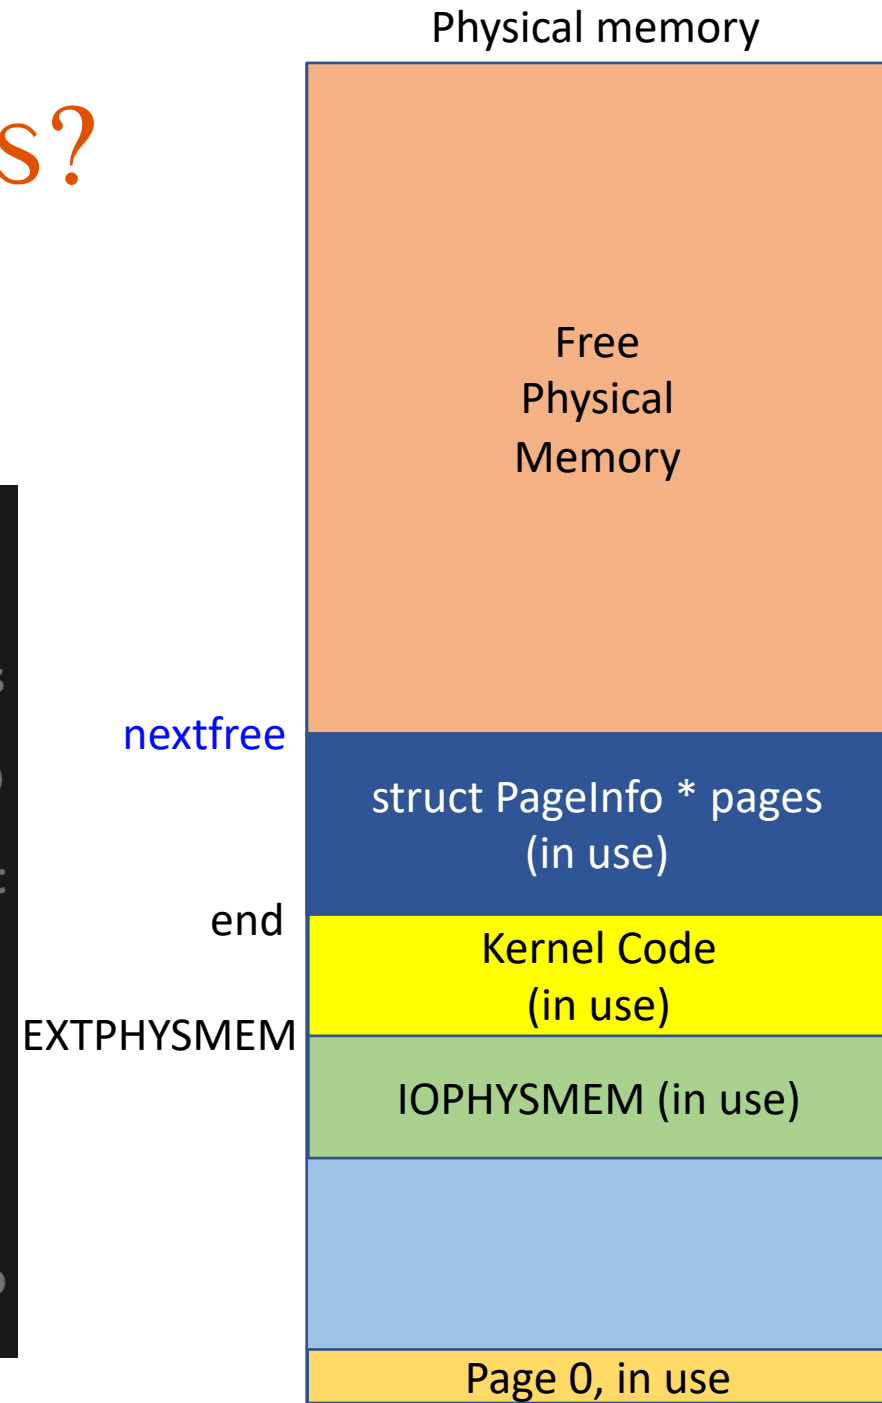 Physical memory
s?
Free
Physical
Memory
s
nextfree
)
struct PageInfo * pages
(in use)
t
end
Kernel Code
(in use)
EXTPHYSMEM
IOPHYSMEM (in use)
Page 0, in use